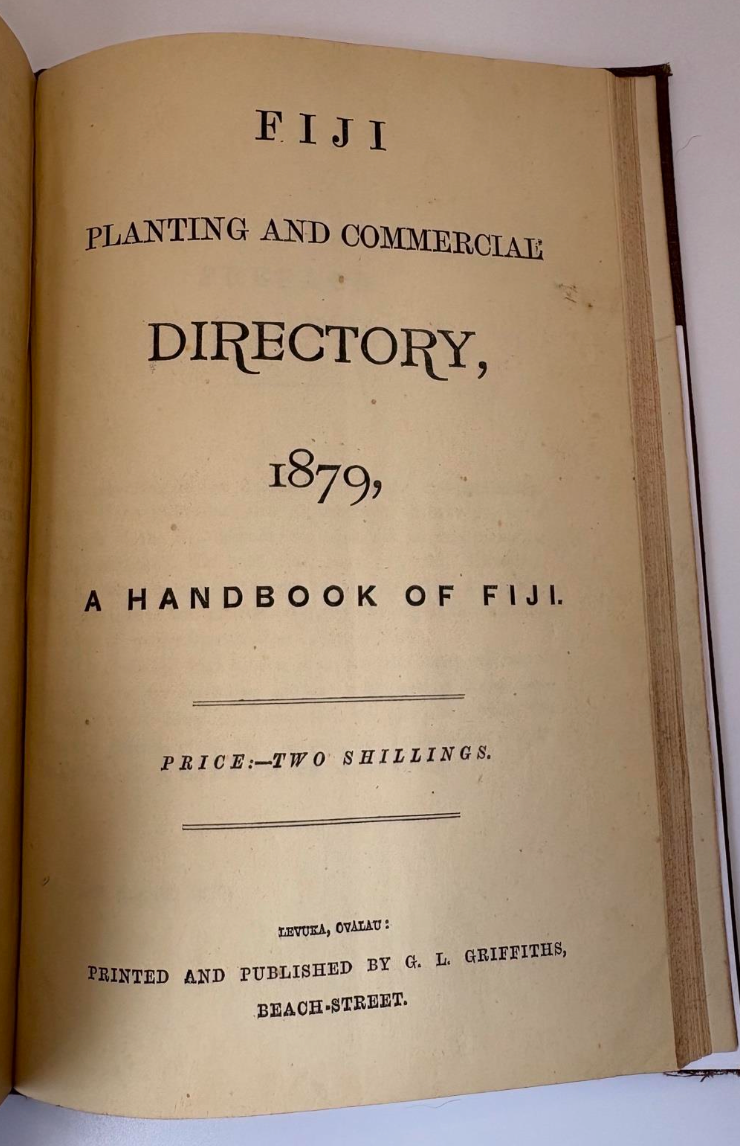 FIJI
PLANTING AND COMMERCIAL
DIRECTORY,
1879,
A HANDBOOK OF FIJI.
PRICE:—TWO SHILLINGS.
LEVUKA, OVALAU:
PRINTED AND PUBLISHED BY G. L. GRIFFITHS,
BEACH-STREET.